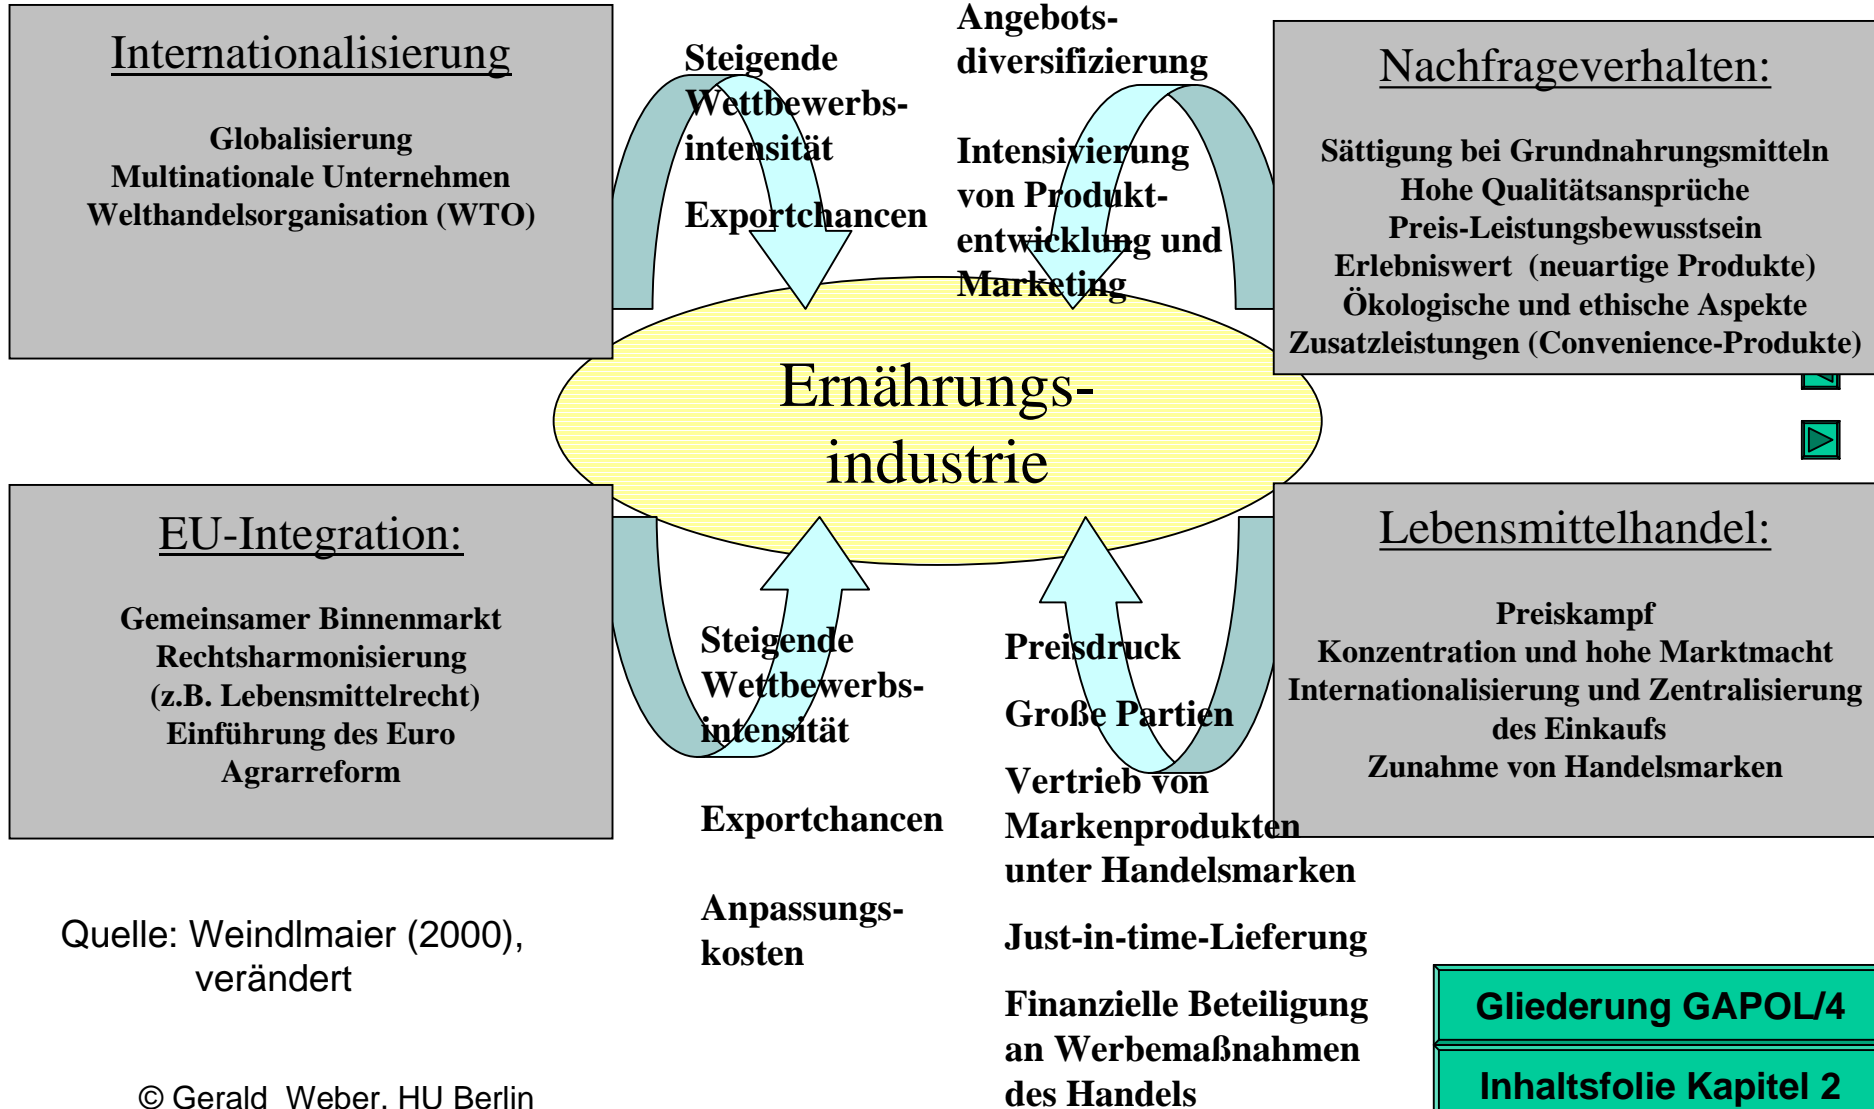 Internationalisierung
Globalisierung
Multinationale Unternehmen
Welthandelsorganisation (WTO)
Steigende
Wettbewerbs-
intensität
Exportchancen
Angebots-
diversifizierung
Intensivierung
von Produkt-
entwicklung und
Marketing
Nachfrageverhalten:
Sättigung bei Grundnahrungsmitteln
Hohe Qualitätsansprüche
Preis-Leistungsbewusstsein
Erlebniswert (neuartige Produkte)
Ökologische und ethische Aspekte
Zusatzleistungen (Convenience-Produkte)
Ernährungs-
industrie
EU-Integration:
Gemeinsamer Binnenmarkt
Rechtsharmonisierung
(z.B. Lebensmittelrecht)
Einführung des Euro
Agrarreform
Steigende
Wettbewerbs-
intensität
Exportchancen
Anpassungs-
kosten
Preisdruck
Große Partien
Vertrieb von
Markenprodukten
unter Handelsmarken
Just-in-time-Lieferung
Finanzielle Beteiligung
an Werbemaßnahmen
des Handels
Lebensmittelhandel:
Preiskampf
Konzentration und hohe Marktmacht
Internationalisierung und Zentralisierung
des Einkaufs
Zunahme von Handelsmarken
Quelle: Weindlmaier (2000),
verändert
© Gerald Weber, HU Berlin
Gliederung GAPOL/4
Inhaltsfolie Kapitel 2